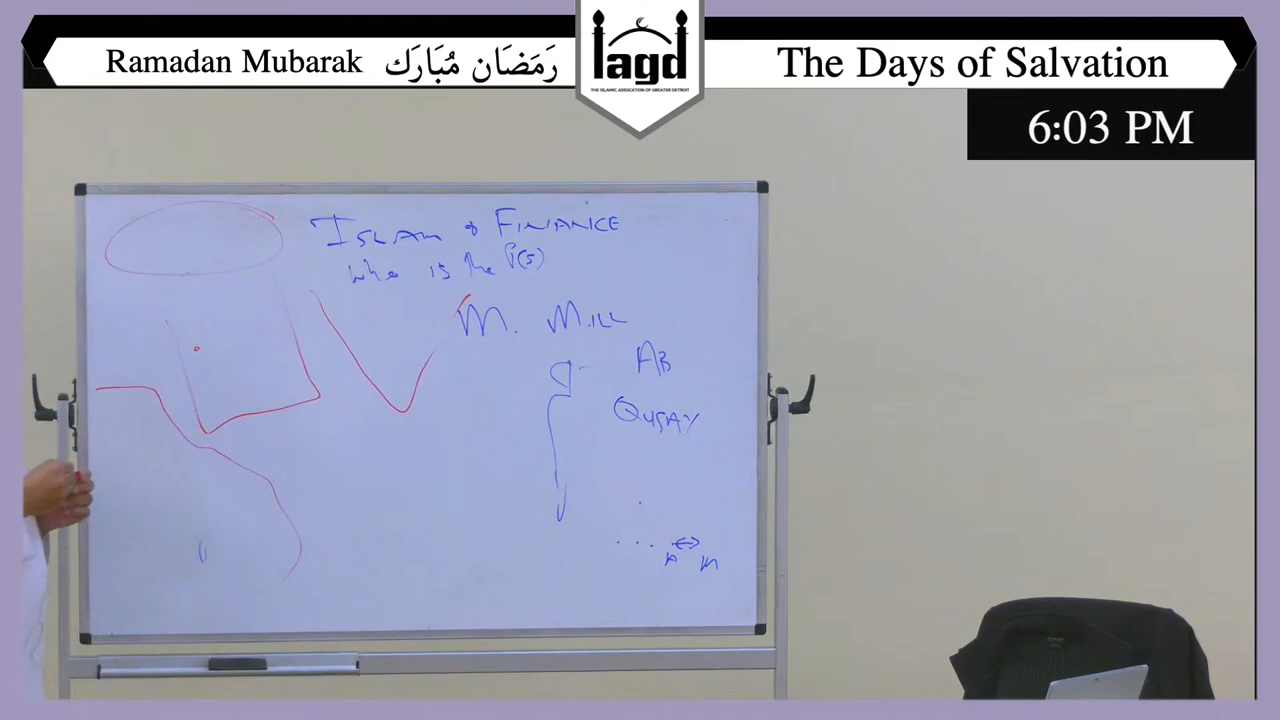 Ramadan Mubarak رَمَضَان مُبَارَك
Iagd
THE ISLAMIC ASSOCATION OF GREATER DETROIT
The Days of Salvation
6:03 PM
ISLAM & FINANCE
who is the P(S)
M. MILL
AB
QUSAY
A ↔ M